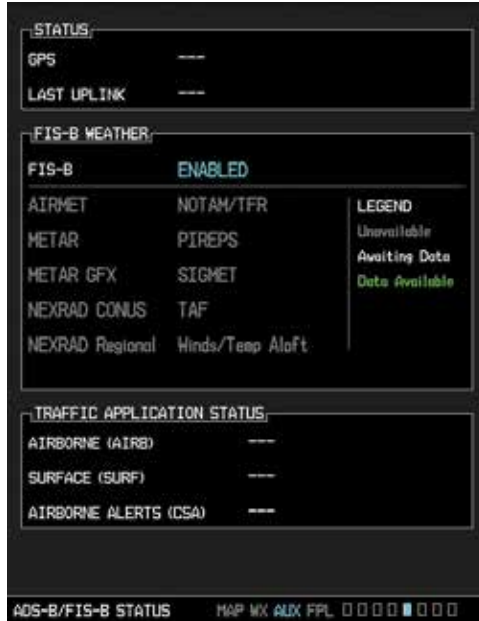 STATUS
GPS ---
LAST UPLINK ---
FIS-B WEATHER
FIS-B ENABLED
AIRMET NOTAM/TFR LEGEND
Unavailable
METAR PIREPS
Awaiting Data
METAR GFX SIGMET
Data Available
NEXRAD CONUS TAF
NEXRAD Regional Winds/Temp Aloft
TRAFFIC APPLICATION STATUS
AIRBORNE (AIRB) ---
SURFACE (SURF) ---
AIRBORNE ALERTS (CSA) ---
ADS-B/FIS-B STATUS MAP WX AUX FPL